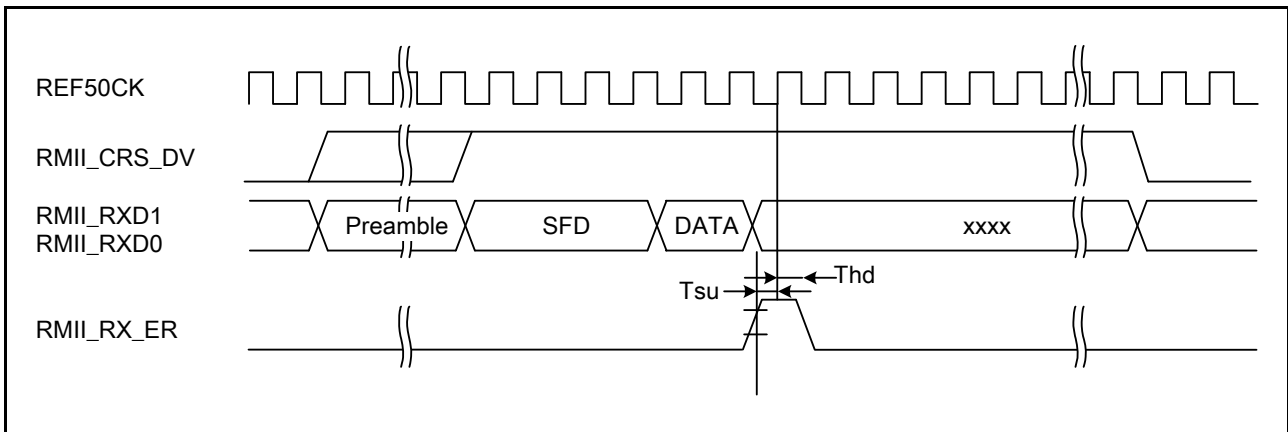 REF50CK
RMII_CRS_DV
RMII_RXD1
RMII_RXD0
Preamble
SFD
DATA
xxxx
Thd
Tsu
RMII_RX_ER